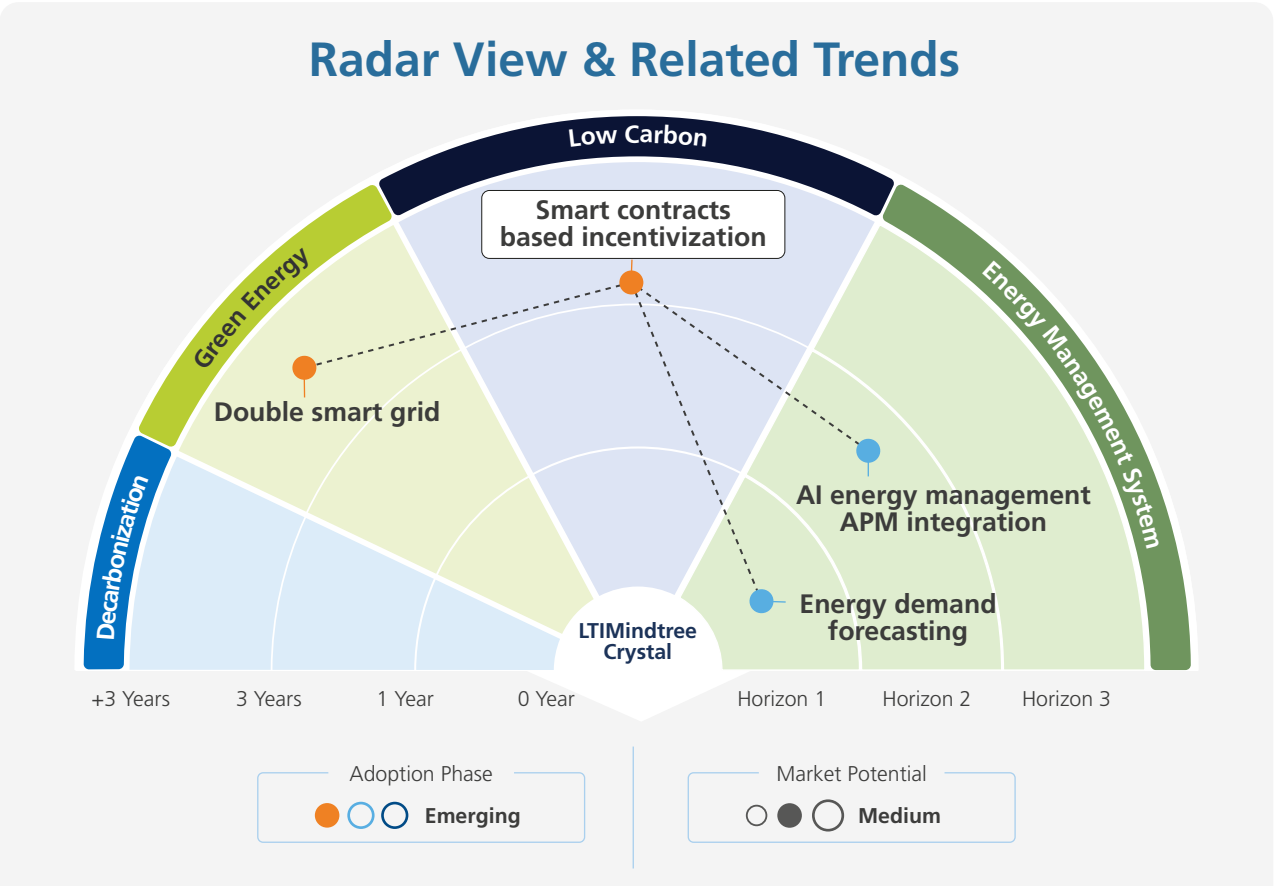 Radar View & Related Trends
Low Carbon
Smart contracts
based incentivization
Green Energy
Energy Management System
Double smart grid
Decarbonization
AI energy management
APM integration
Energy demand
forecasting
LTIMindtree
Crystal
+3 Years
3 Years
1 Year
0 Year
Horizon 1
Horizon 2
Horizon 3
Adoption Phase
Emerging
Market Potential
Medium